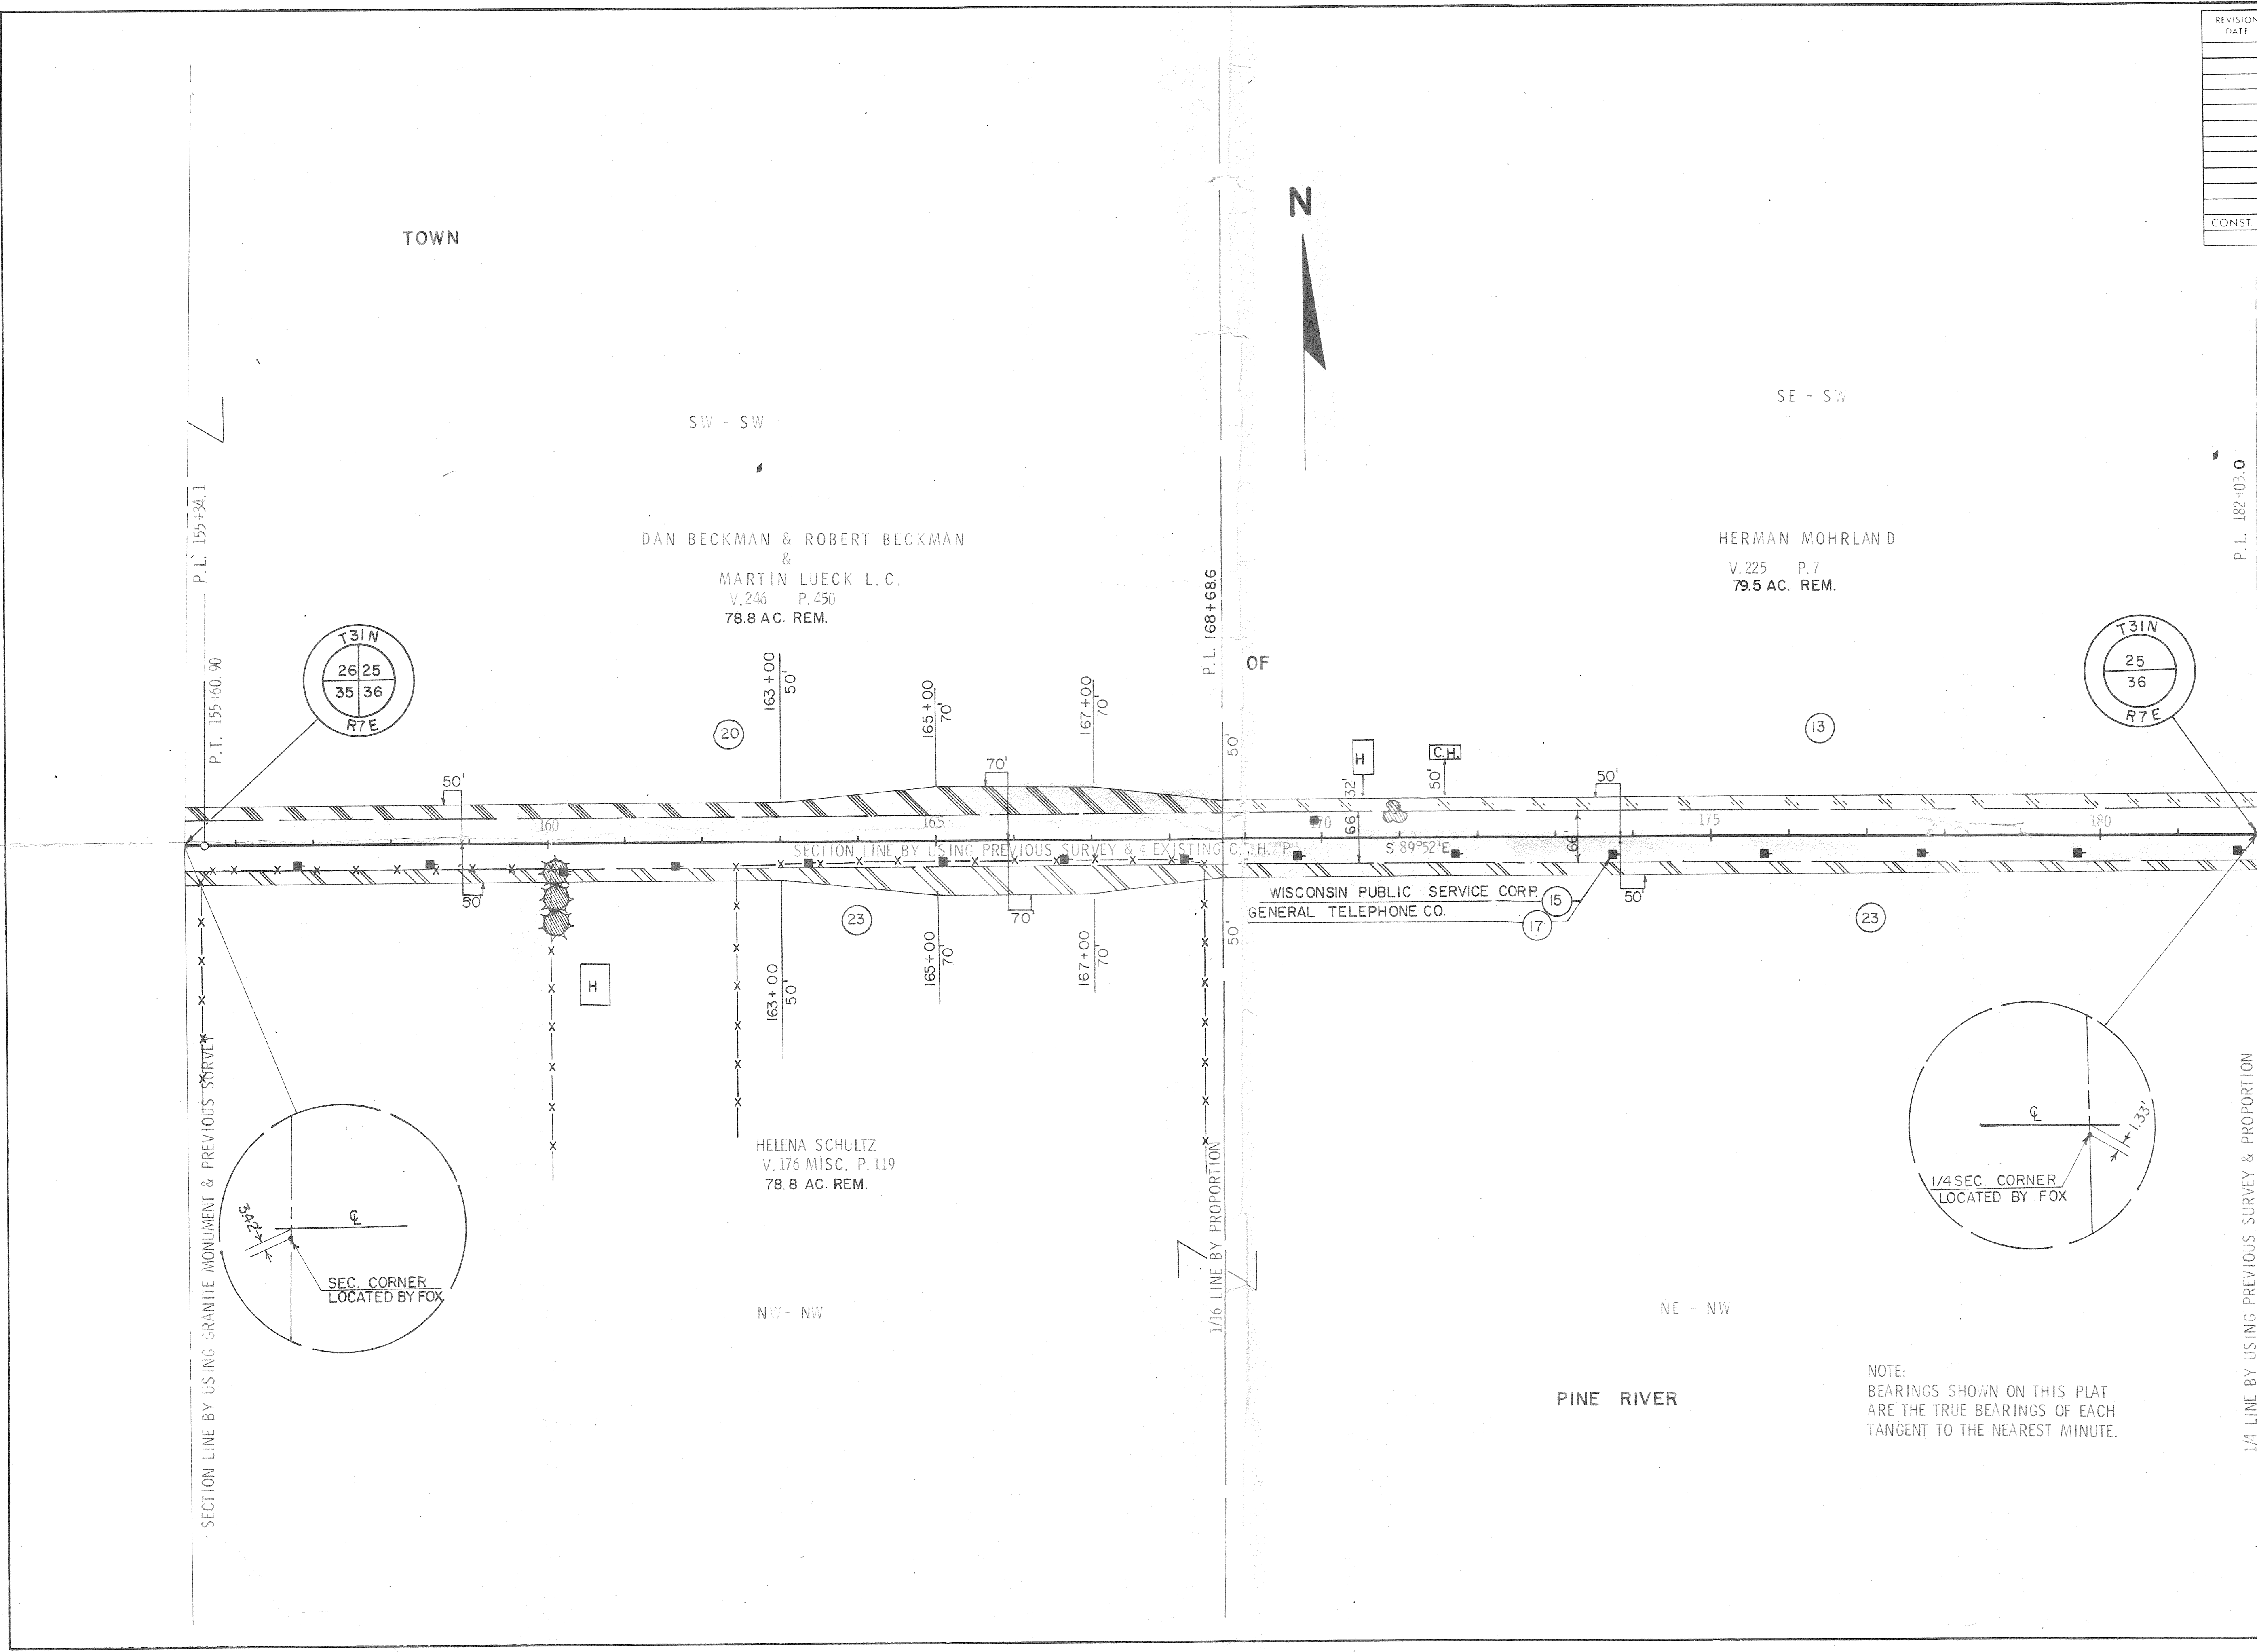 REVISION
DATE
CONST.
N
TOWN
SW - SW
SE - SW
P.L. 155+34.1
P.T. 155+60.90
DAN BECKMAN & ROBERT BECKMAN
&
MARTIN LUECK L.C.
V.246 P.450
78.8 AC. REM.
HERMAN MOHRLAND
V.225 P.7
79.5 AC. REM.
P.L. 168+68.6
P.L. 182+03.0
OF
T31N
26 25
35 36
R7E
T31N
25
36
R7E
20
13
163+00
50'
165+00
70'
167+00
70'
50'
50'
70'
H
32'
C.H.
50'
50'
160
165
170
175
180
66'
66'
SECTION LINE BY USING PREVIOUS SURVEY & ℄ EXISTING C.T.H. "P"
S 89°52'E
50'
70'
50'
50'
WISCONSIN PUBLIC SERVICE CORP. 15
GENERAL TELEPHONE CO. 17
23
23
163+00
50'
165+00
70'
167+00
70'
H
SECTION LINE BY USING GRANITE MONUMENT & PREVIOUS SURVEY
HELENA SCHULTZ
V.176 MISC. P.119
78.8 AC. REM.
1/16 LINE BY PROPORTION
℄
3.42'
SEC. CORNER
LOCATED BY FOX
℄
1.33'
1/4 SEC. CORNER
LOCATED BY FOX
1/4 LINE BY USING PREVIOUS SURVEY & PROPORTION
NW - NW
NE - NW
PINE RIVER
NOTE:
BEARINGS SHOWN ON THIS PLAT
ARE THE TRUE BEARINGS OF EACH
TANGENT TO THE NEAREST MINUTE.